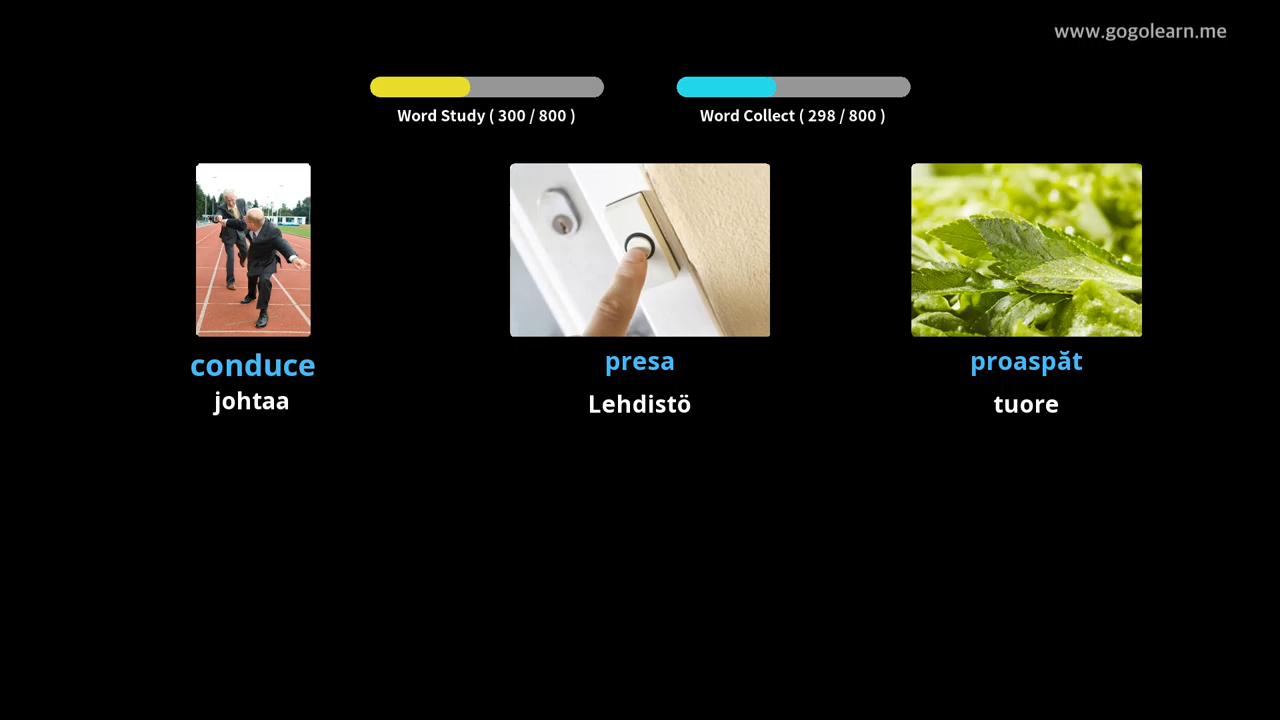 www.gogolearn.me
Word Study ( 300 / 800 )
Word Collect ( 298 / 800 )
conduce
johtaa
presa
Lehdistö
proaspăt
tuore